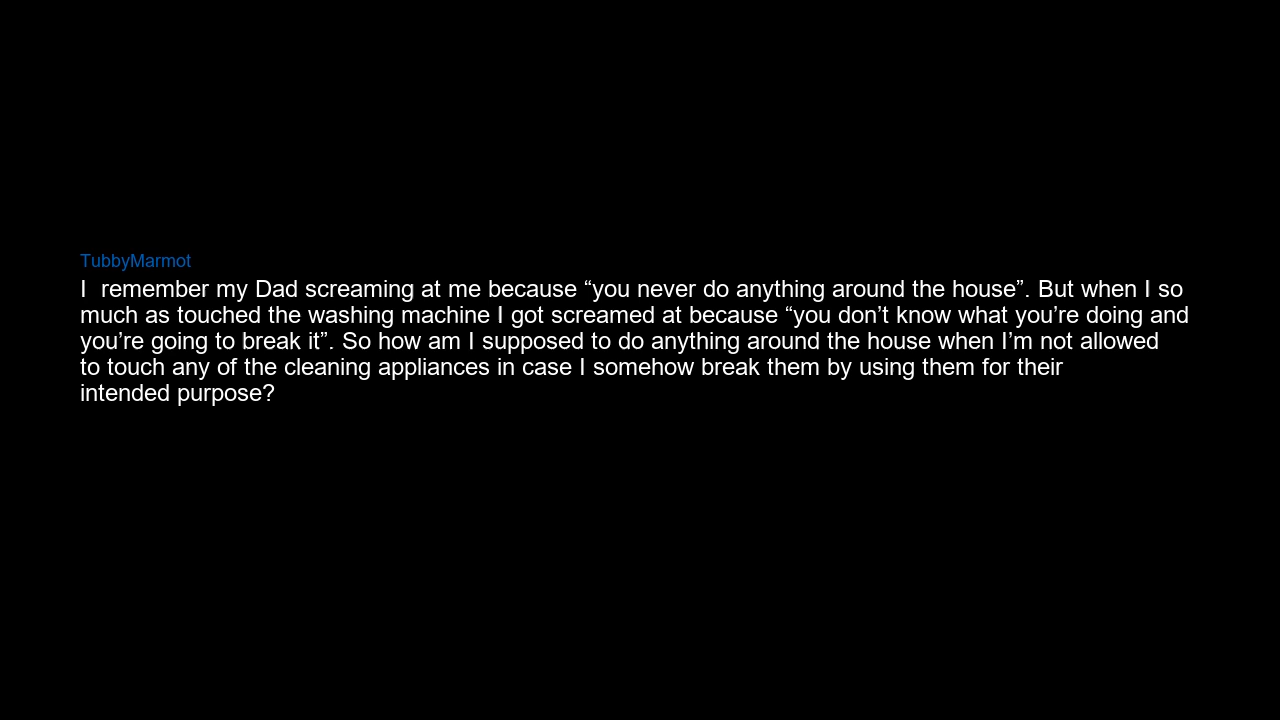 TubbyMarmot
I  remember my Dad screaming at me because “you never do anything around the house”. But when I so
much as touched the washing machine I got screamed at because “you don’t know what you’re doing and
you’re going to break it”. So how am I supposed to do anything around the house when I’m not allowed
to touch any of the cleaning appliances in case I somehow break them by using them for their
intended purpose?